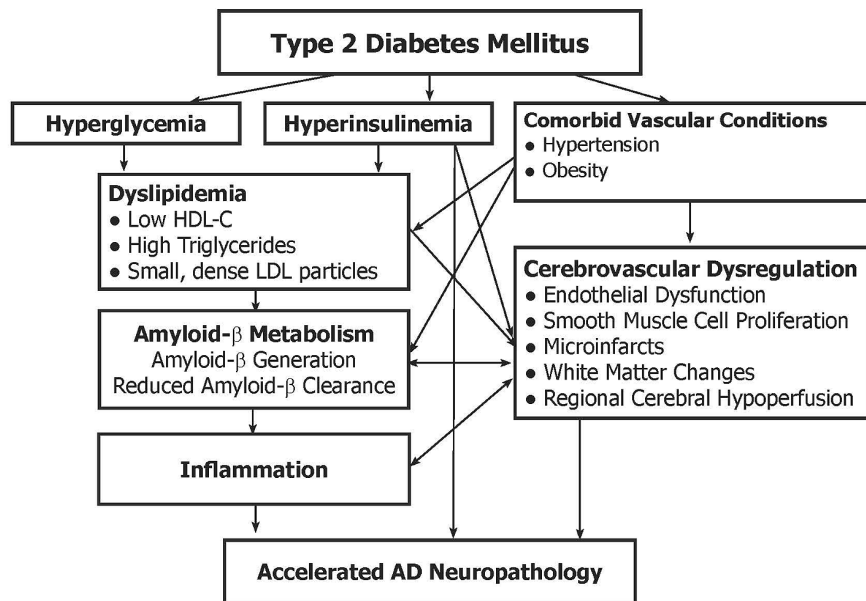 Type 2 Diabetes Mellitus
Hyperglycemia
Hyperinsulinemia
Comorbid Vascular Conditions
● Hypertension
● Obesity
Dyslipidemia
● Low HDL-C
● High Triglycerides
● Small, dense LDL particles
Cerebrovascular Dysregulation
● Endothelial Dysfunction
● Smooth Muscle Cell Proliferation
● Microinfarcts
● White Matter Changes
● Regional Cerebral Hypoperfusion
Amyloid-β Metabolism
Amyloid-β Generation
Reduced Amyloid-β Clearance
Inflammation
Accelerated AD Neuropathology